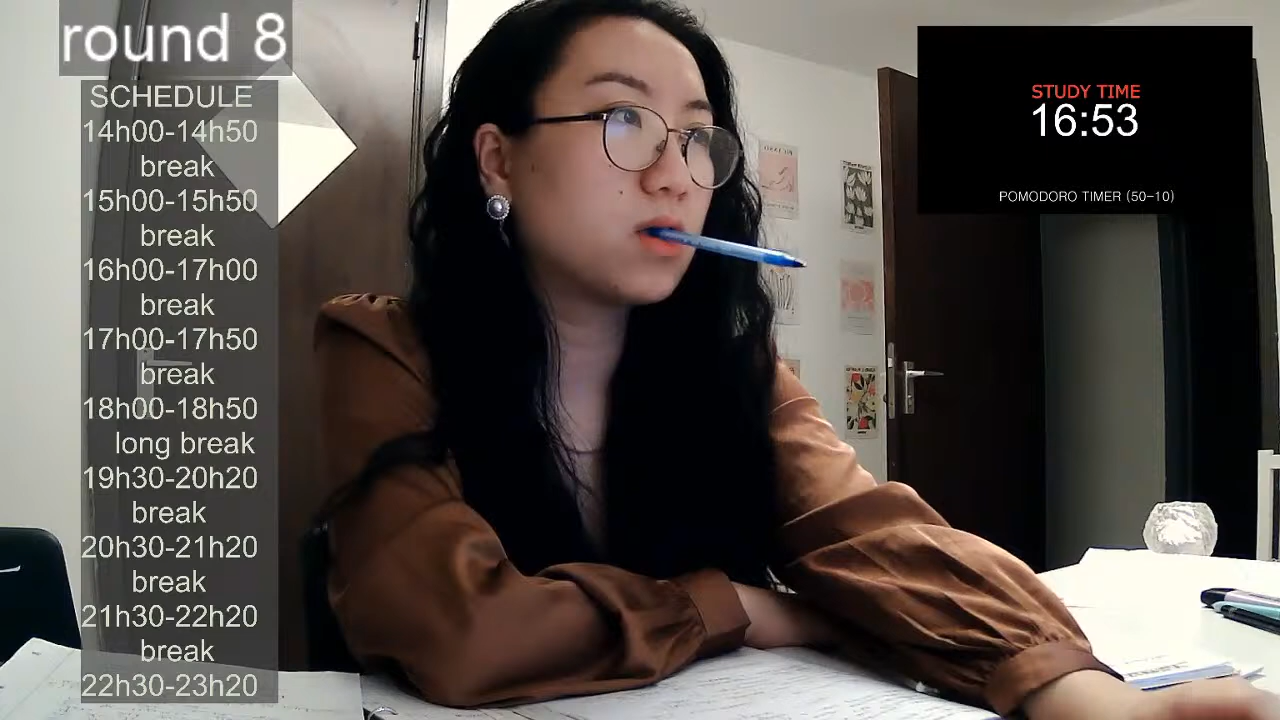 round 8
SCHEDULE
14h00-14h50
break
15h00-15h50
break
16h00-17h00
break
17h00-17h50
break
18h00-18h50
long break
19h30-20h20
break
20h30-21h20
break
21h30-22h20
break
22h30-23h20
STUDY TIME
16:53
POMODORO TIMER (50-10)